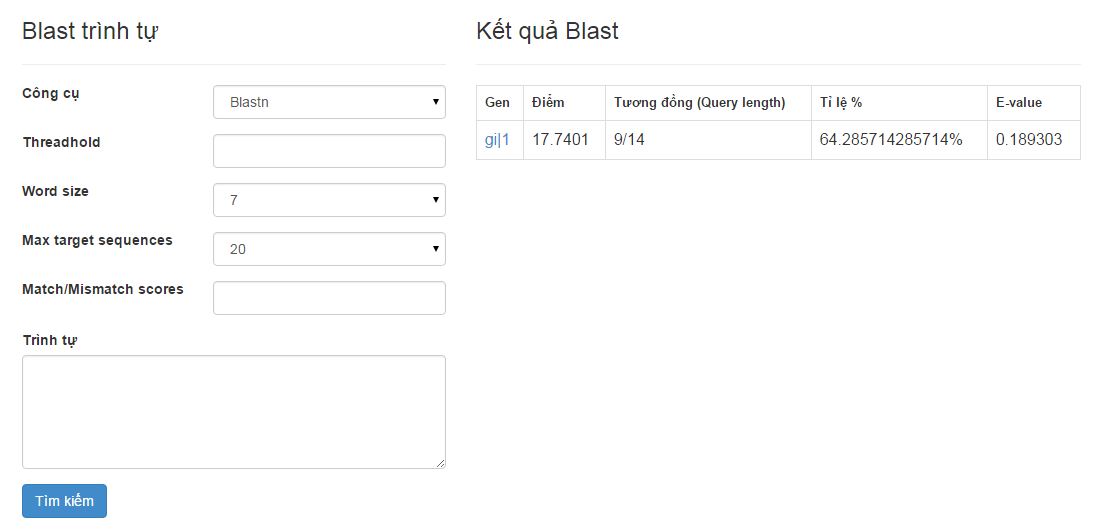 Blast trình tự
Công cụ
Blastn
Threadhold
Word size
7
Max target sequences
20
Match/Mismatch scores
Trình tự
Tìm kiếm
Kết quả Blast
Gen Điểm Tương đồng (Query length) Tỉ lệ % E-value
gi|1 17.7401 9/14 64.285714285714% 0.189303